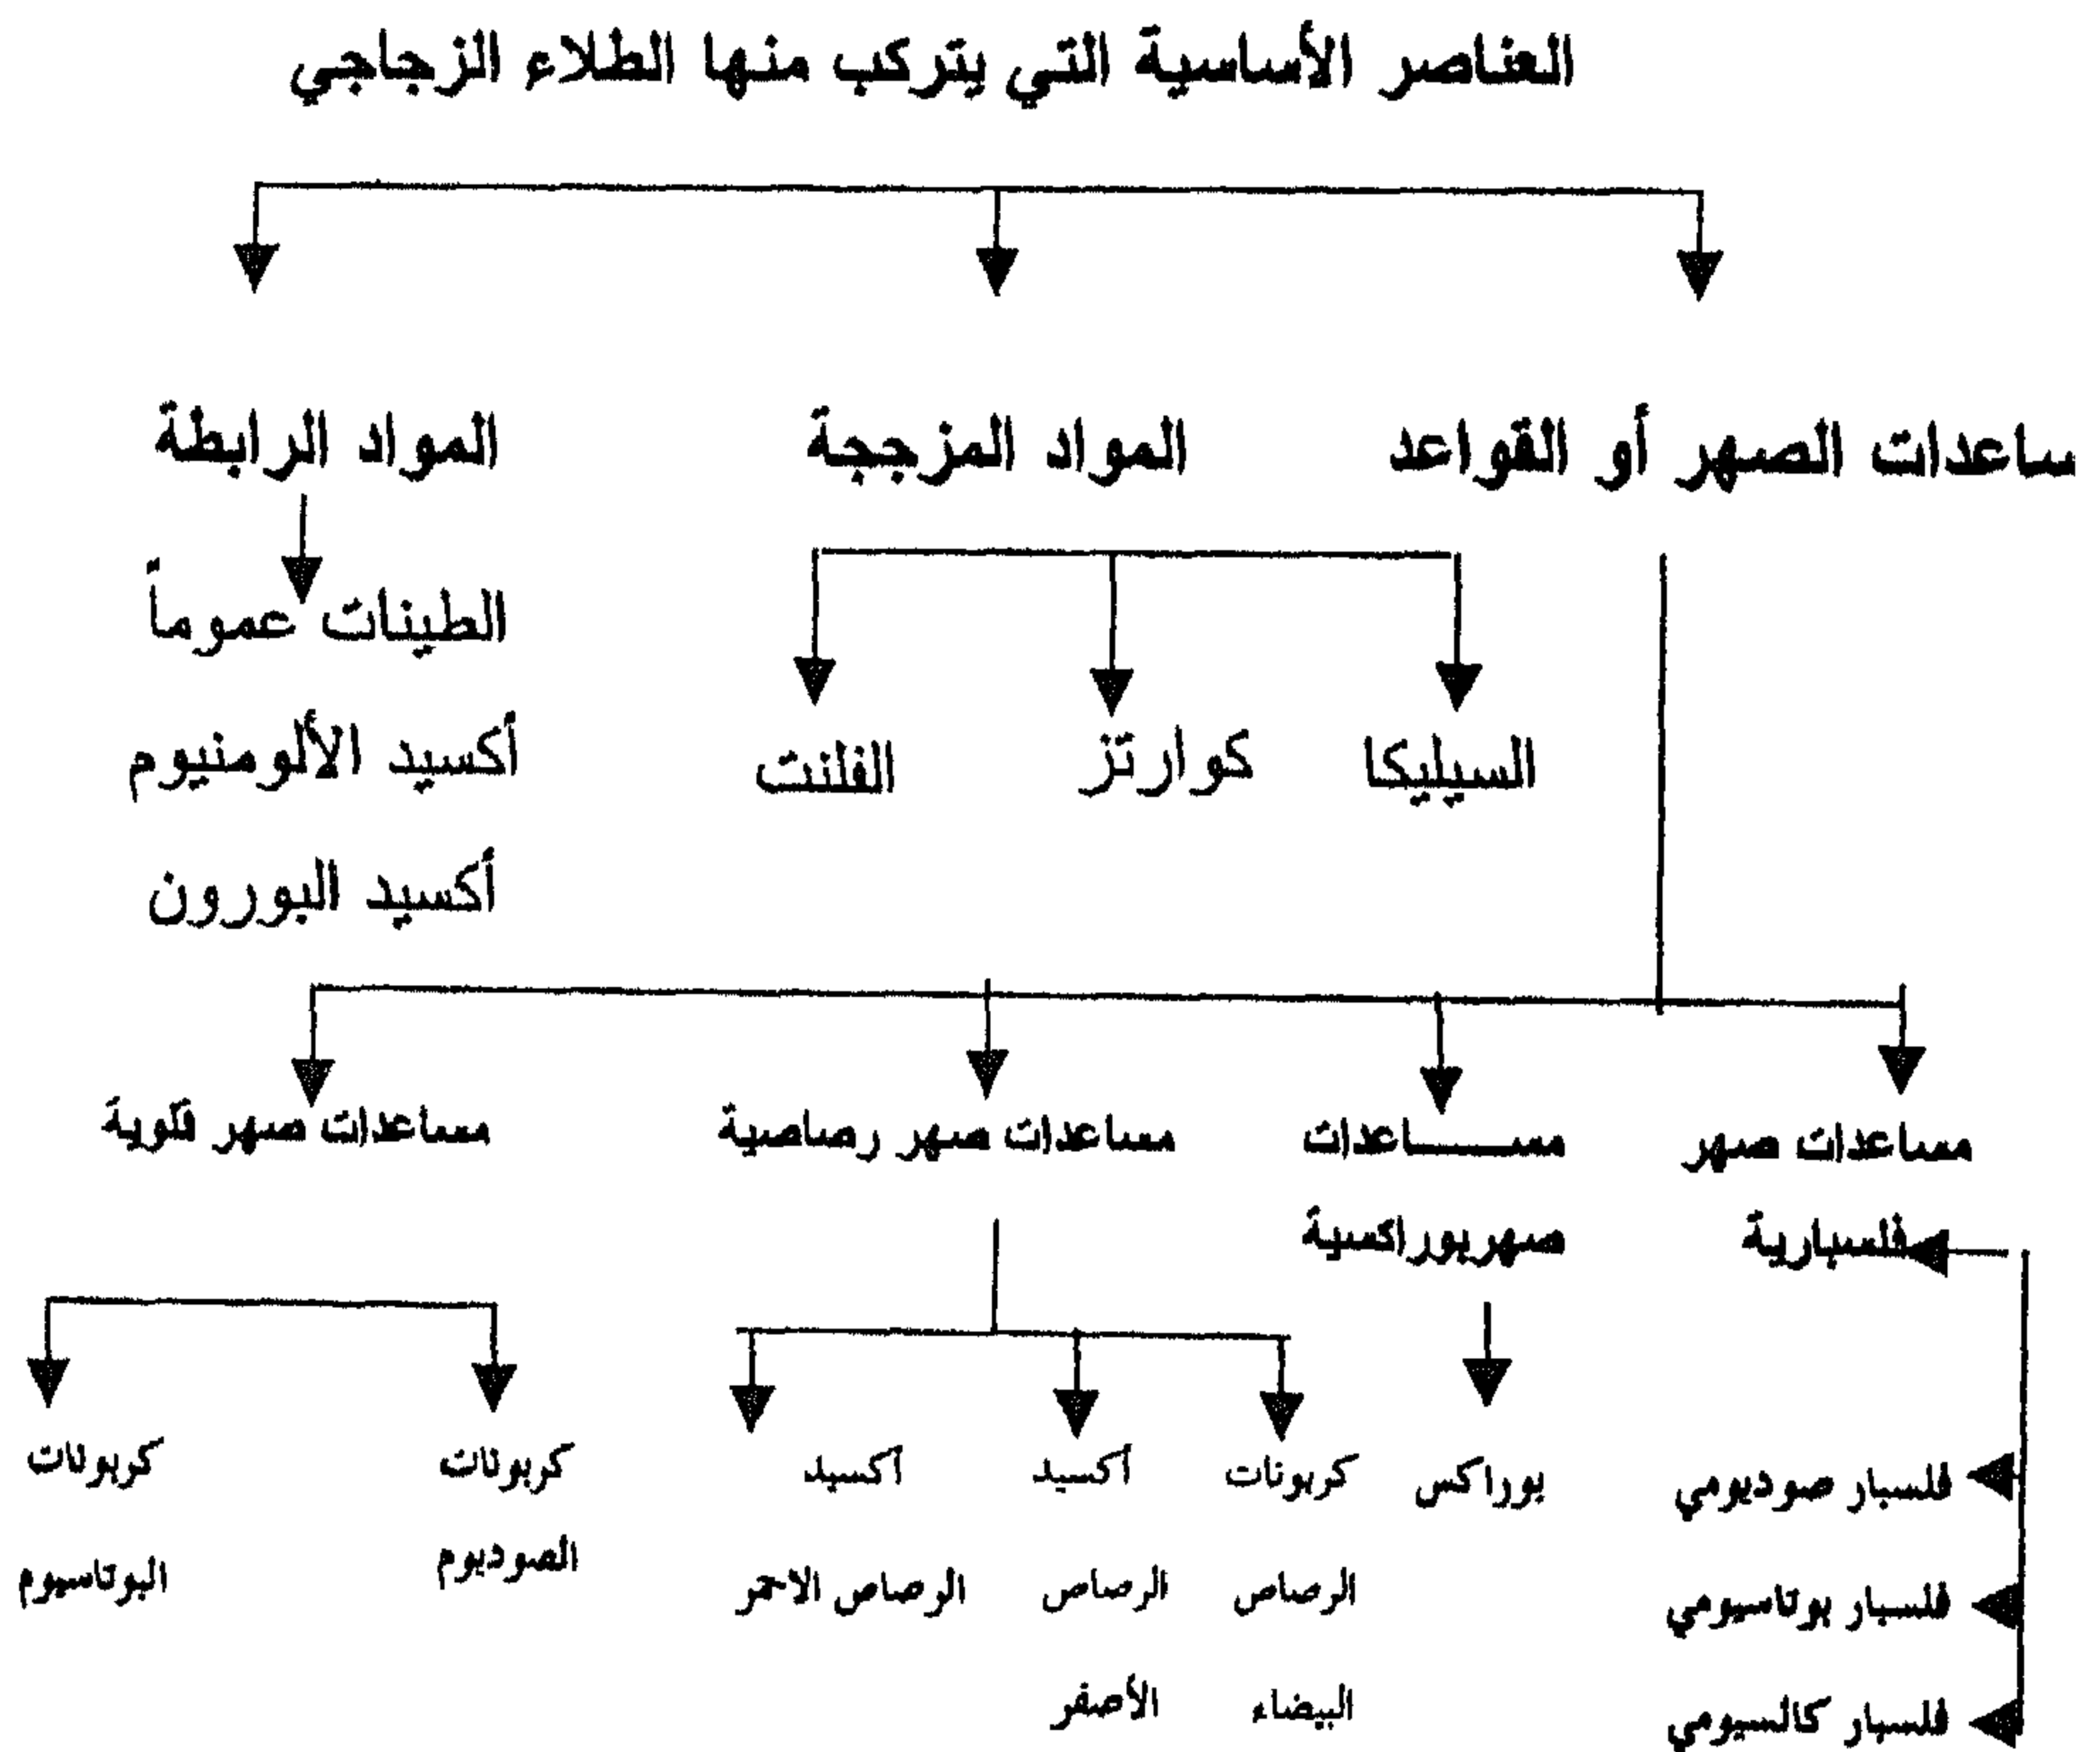 العناصر الأساسية التي يتركب منها الطلاء الزجاجي
ساعدات الصهر أو القواعد
المواد المزججة
المواد الرابطة
السيليكا
كوارتز
الفلنت
الطينات عموماً
أكسيد الألومنيوم
أكسيد البورون
مساعدات صهر
فلسبارية
مســـاعدات
صهربوراكسية
مساعدات صهر رصاصية
مساعدات صهر قلوية
فلسبار صوديومي
فلسبار بوتاسيومي
فلسبار كالسيومي
بوراكس
كربونات
الرصاص
البيضاء
أكسيد
الرصاص
الأصفر
أكسيد
الرصاص الاحمر
كربونات
الصوديوم
كربونات
البوتاسيوم